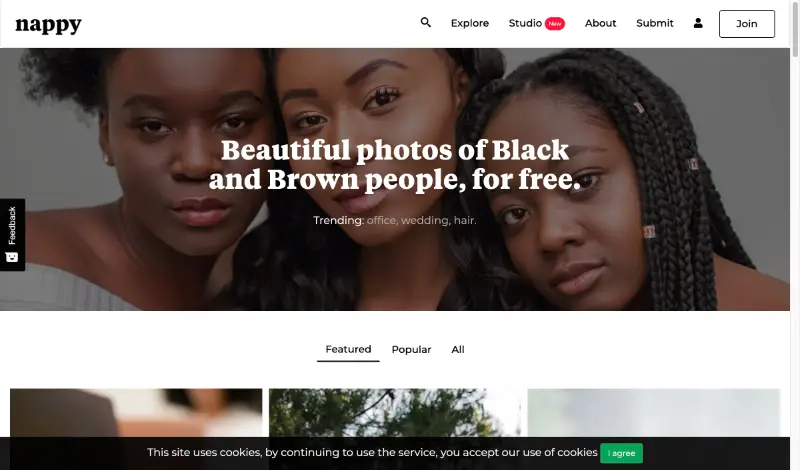 nappy
Explore
Studio New
About
Submit
Join
Beautiful photos of Black
and Brown people, for free.
Trending: office, wedding, hair.
Feedback
Featured
Popular
All
This site uses cookies, by continuing to use the service, you accept our use of cookies
I agree